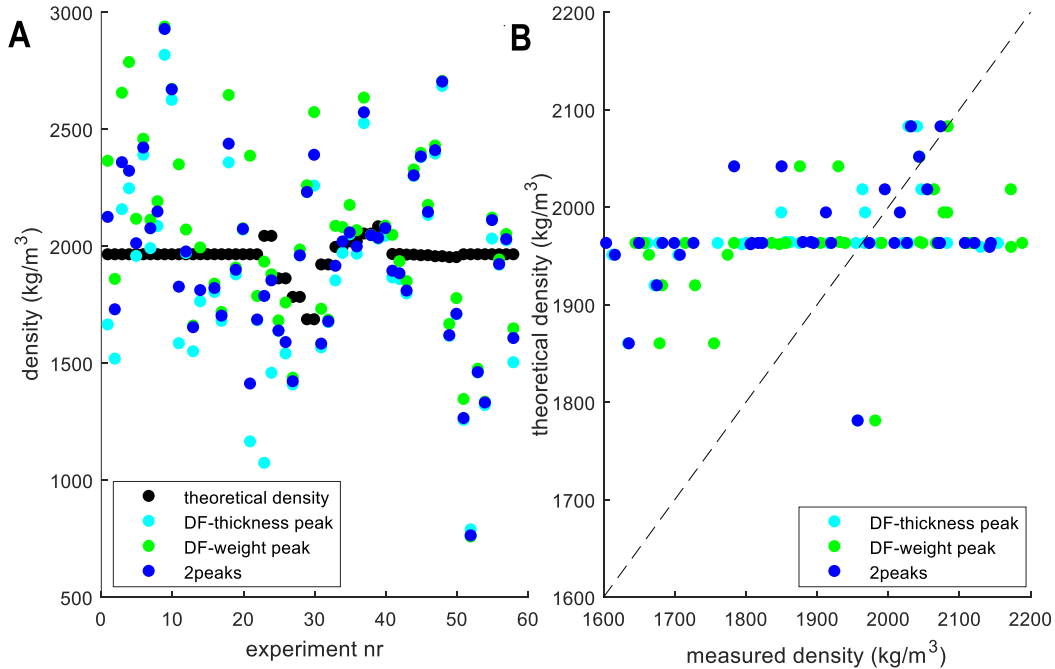 A
3000
2500
2000
1500
1000
500
density (kg/m³)
0
10
20
30
40
50
60
experiment nr
theoretical density
DF-thickness peak
DF-weight peak
2peaks
B
2200
2100
2000
1900
1800
1700
1600
theoretical density (kg/m³)
1600
1700
1800
1900
2000
2100
2200
measured density (kg/m³)
DF-thickness peak
DF-weight peak
2peaks